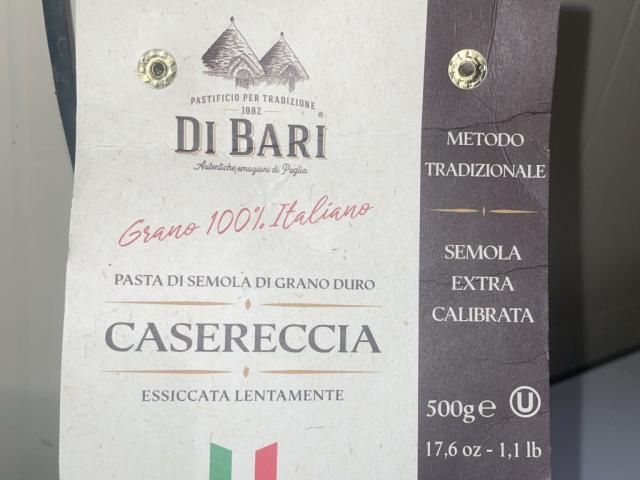 PASTIFICIO PER TRADIZIONE
1982
DI BARI®
Autentiche emozioni di Puglia
Grano 100% Italiano
PASTA DI SEMOLA DI GRANO DURO
CASERECCIA
ESSICCATA LENTAMENTE
METODO
TRADIZIONALE
SEMOLA
EXTRA
CALIBRATA
500g e U
17,6 oz - 1,1 lb